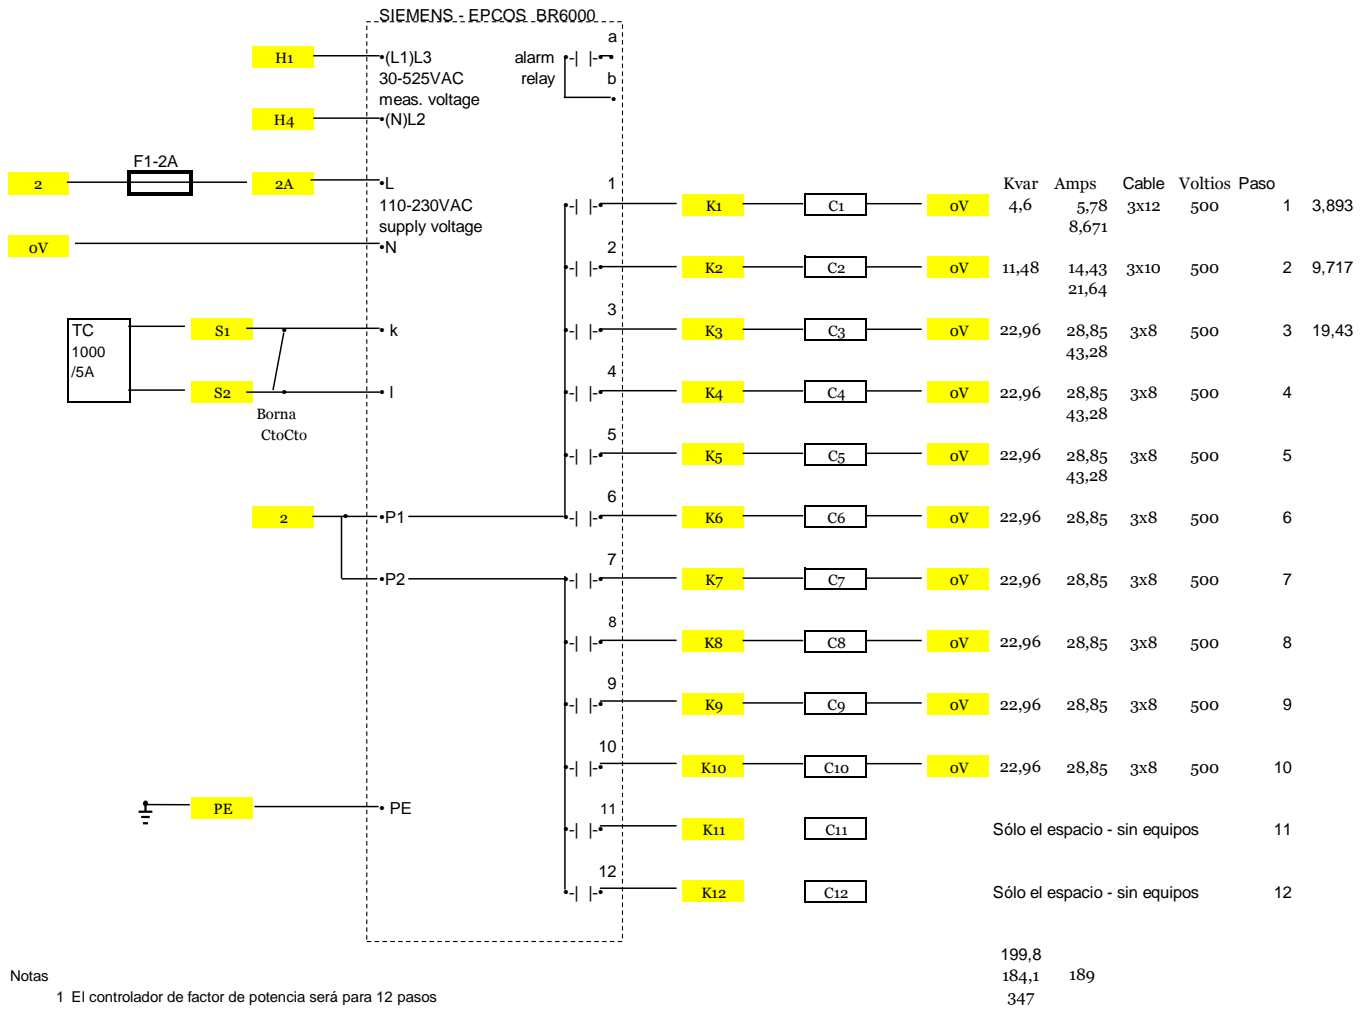 SIEMENS - EPCOS BR6000
a
H1 (L1)L3 alarm
30-525VAC relay b
meas. voltage
H4 (N)L2
F1-2A
2 2A L 1 Kvar Amps Cable Voltios Paso
110-230VAC K1 C1 0V 4,6 5,78 3x12 500 1 3,893
supply voltage 8,671
0V N 2
K2 C2 0V 11,48 14,43 3x10 500 2 9,717
21,64
3
TC S1 k K3 C3 0V 22,96 28,85 3x8 500 3 19,43
1000 43,28
/5A 4
S2 l K4 C4 0V 22,96 28,85 3x8 500 4
Borna 43,28
CtoCto 5
K5 C5 0V 22,96 28,85 3x8 500 5
43,28
6
2 P1 K6 C6 0V 22,96 28,85 3x8 500 6
7
P2 K7 C7 0V 22,96 28,85 3x8 500 7
8
K8 C8 0V 22,96 28,85 3x8 500 8
9
K9 C9 0V 22,96 28,85 3x8 500 9
10
K10 C10 0V 22,96 28,85 3x8 500 10
PE PE 11
K11 C11 Sólo el espacio - sin equipos 11
12
K12 C12 Sólo el espacio - sin equipos 12
199,8
Notas 184,1 189
1 El controlador de factor de potencia será para 12 pasos 347